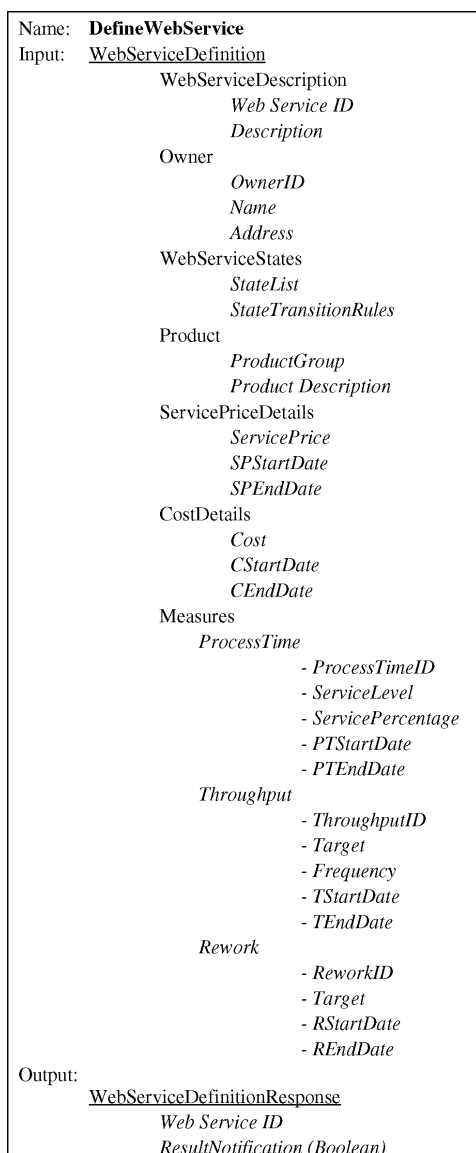 Name: DefineWebService
Input: WebServiceDefinition
WebServiceDescription
Web Service ID
Description
Owner
OwnerID
Name
Address
WebServiceStates
StateList
StateTransitionRules
Product
ProductGroup
Product Description
ServicePriceDetails
ServicePrice
SPStartDate
SPEndDate
CostDetails
Cost
CStartDate
CEndDate
Measures
ProcessTime
- ProcessTimeID
- ServiceLevel
- ServicePercentage
- PTStartDate
- PTEndDate
Throughput
- ThroughputID
- Target
- Frequency
- TStartDate
- TEndDate
Rework
- ReworkID
- Target
- RStartDate
- REndDate
Output:
WebServiceDefinitionResponse
Web Service ID
ResultNotification (Boolean)